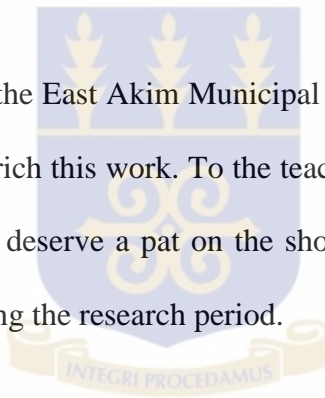 the East Akim Municipal
rich this work. To the teac
deserve a pat on the sho
ng the research period.
INTEGRI PROCEDAMUS